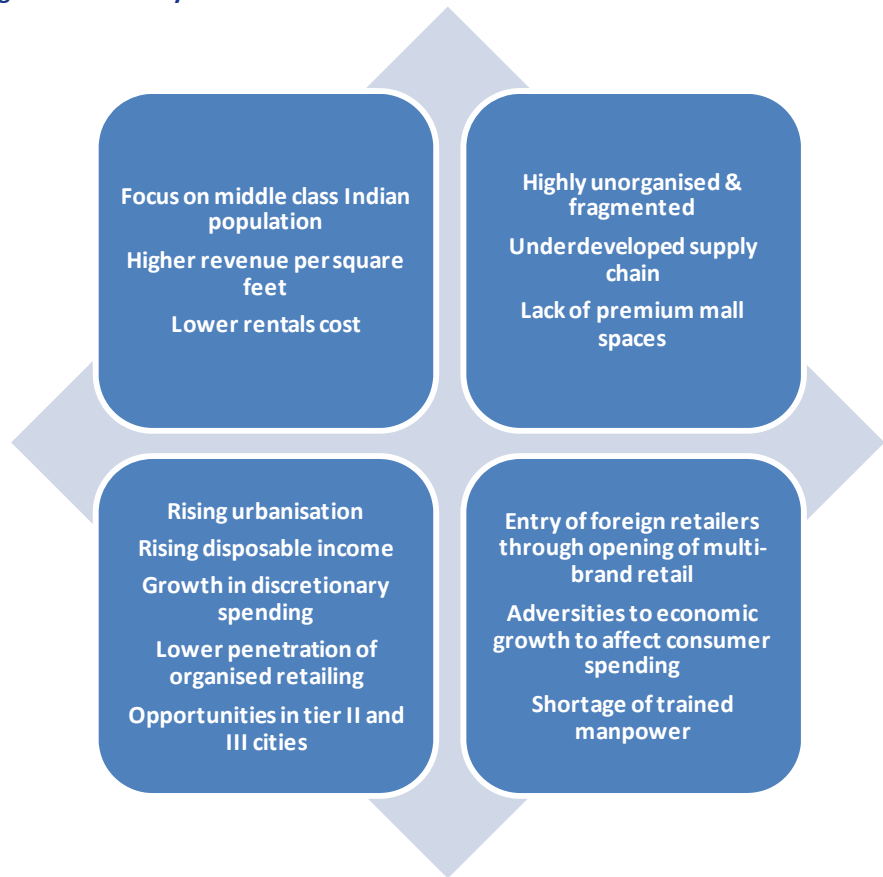 Focus on middle class Indian
population
Higher revenue per square
feet
Lower rentals cost
Highly unorganised &
fragmented
Underdeveloped supply
chain
Lack of premium mall
spaces
Rising urbanisation
Rising disposable income
Growth in discretionary
spending
Lower penetration of
organised retailing
Opportunities in tier II and
III cities
Entry of foreign retailers
through opening of multi-
brand retail
Adversities to economic
growth to affect consumer
spending
Shortage of trained
manpower